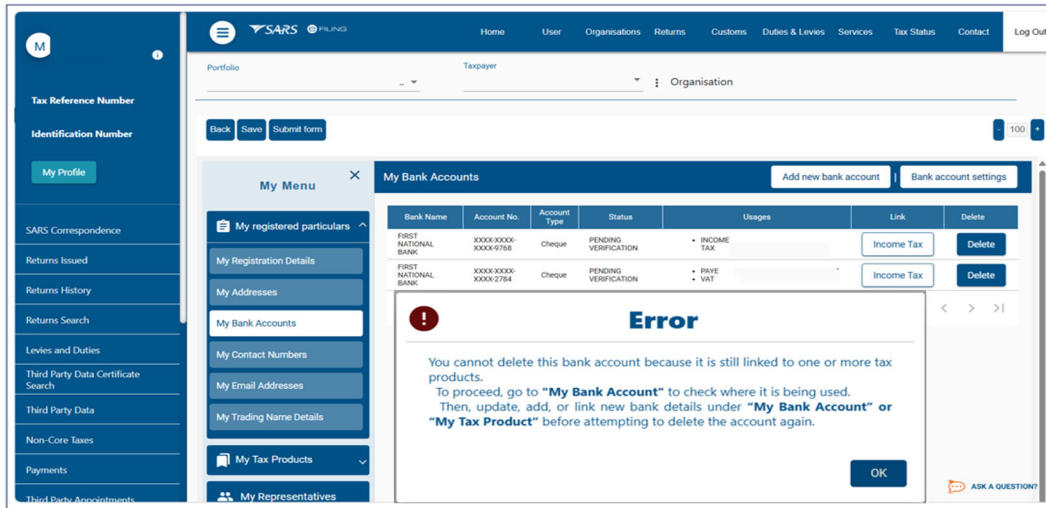 M
Tax Reference Number
Identification Number
My Profile
SARS Correspondence
Returns Issued
Returns History
Returns Search
Levies and Duties
Third Party Data Certificate
Search
Third Party Data
Non-Core Taxes
Payments
Third Party Appointments
SARS eFILING
Home User Organisations Returns Customs Duties & Levies Services Tax Status Contact Log Out
Portfolio
Taxpayer
Organisation
Back Save Submit form
- 100 +
My Menu
My registered particulars
My Registration Details
My Addresses
My Bank Accounts
My Contact Numbers
My Email Addresses
My Trading Name Details
My Tax Products
My Representatives
My Bank Accounts
Add new bank account | Bank account settings
Bank Name Account No. Account Type Status Usages Link Delete
FIRST NATIONAL BANK XXXX-XXXX-XXXX-9768 Cheque PENDING VERIFICATION • INCOME TAX Income Tax Delete
FIRST NATIONAL BANK XXXX-XXXX-XXXX-2784 Cheque PENDING VERIFICATION • PAYE • VAT Income Tax Delete
Error
You cannot delete this bank account because it is still linked to one or more tax
products.
To proceed, go to "My Bank Account" to check where it is being used.
Then, update, add, or link new bank details under "My Bank Account" or
"My Tax Product" before attempting to delete the account again.
OK
ASK A QUESTION?